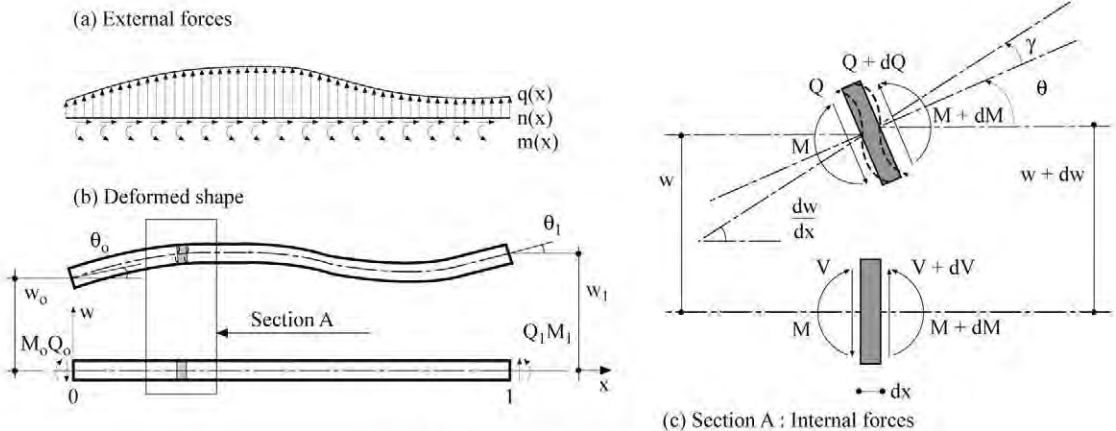 (a) External forces
q(x)
n(x)
m(x)
(b) Deformed shape
θo
θ1
wo
w
w1
Section A
MoQo
Q1M1
x
0
1
Q + dQ
γ
Q
θ
M
M + dM
w
w + dw
dw
dx
V
V + dV
M
M + dM
dx
(c) Section A : Internal forces